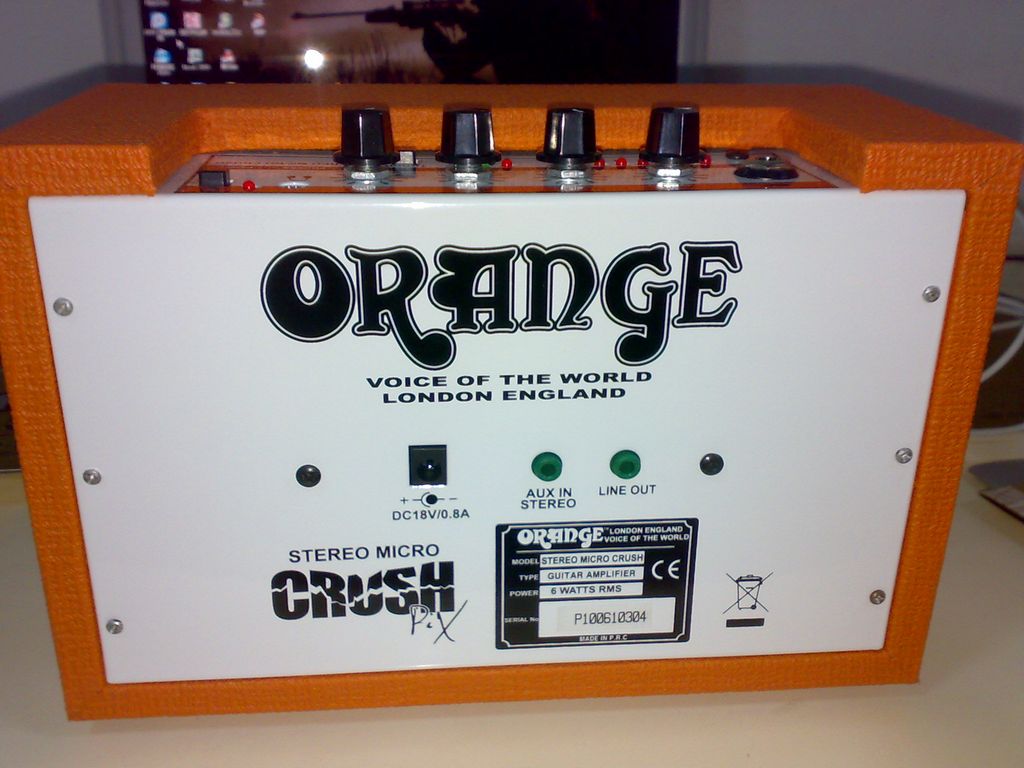 ORANGE
VOICE OF THE WORLD
LONDON ENGLAND
+ -
DC18V/0.8A
AUX IN
STEREO
LINE OUT
STEREO MICRO
CRUSH
PiX
ORANGE™ LONDON ENGLAND
VOICE OF THE WORLD
MODEL STEREO MICRO CRUSH
TYPE GUITAR AMPLIFIER
POWER 6 WATTS RMS
CE
SERIAL No P100610304
MADE IN P.R.C